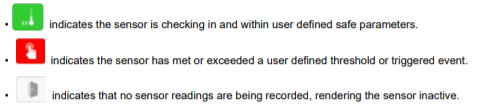 • indicates the sensor is checking in and within user defined safe parameters.
• indicates the sensor has met or exceeded a user defined threshold or triggered event.
• indicates that no sensor readings are being recorded, rendering the sensor inactive.